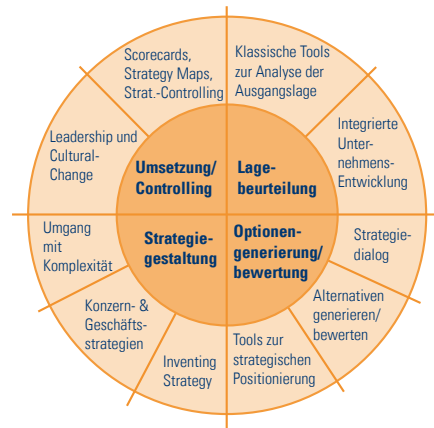 Scorecards,
Strategy Maps,
Strat.-Controlling
Klassische Tools
zur Analyse der
Ausgangslage
Leadership und
Cultural-
Change
Integrierte
Unter-
nehmens-
Entwicklung
Umsetzung/
Controlling
Lage-
beurteilung
Umgang
mit
Komplexität
Strategie-
gestaltung
Optionen-
generierung/
bewertung
Strategie-
dialog
Konzern- &
Geschäfts-
strategien
Alternativen
generieren/
bewerten
Inventing
Strategy
Tools zur
strategischen
Positionierung